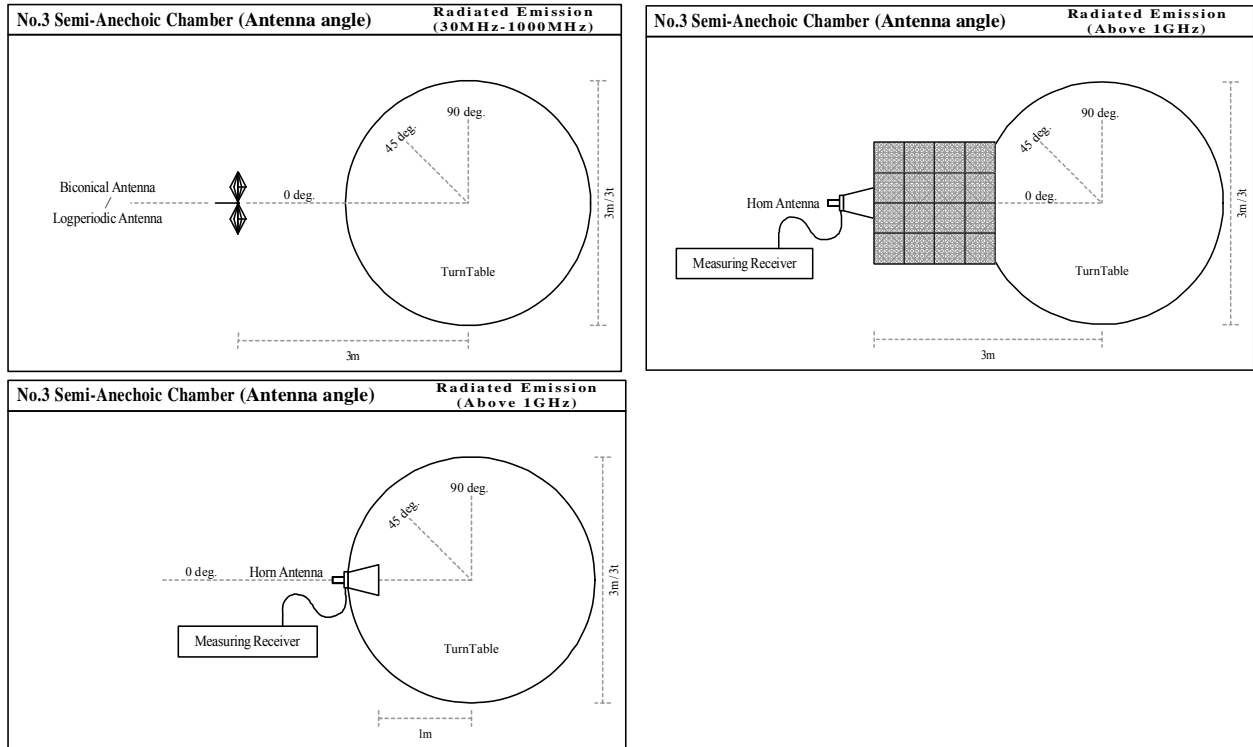 No.3 Semi-Anechoic Chamber (Antenna angle)
Radiated Emission
(30MHz-1000MHz)
90 deg.
45 deg.
Biconical Antenna
0 deg.
Logperiodic Antenna
3m / 3t
TurnTable
3m
No.3 Semi-Anechoic Chamber (Antenna angle)
Radiated Emission
(Above 1GHz)
90 deg.
45 deg.
0 deg.
Horn Antenna
Measuring Receiver
3m / 3t
TurnTable
3m
No.3 Semi-Anechoic Chamber (Antenna angle)
Radiated Emission
(Above 1GHz)
90 deg.
45 deg.
0 deg.
Horn Antenna
3m / 3t
Measuring Receiver
TurnTable
1m